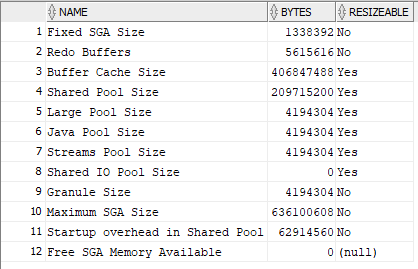 NAME BYTES RESIZEABLE
1 Fixed SGA Size 1338392 No
2 Redo Buffers 5615616 No
3 Buffer Cache Size 406847488 Yes
4 Shared Pool Size 209715200 Yes
5 Large Pool Size 4194304 Yes
6 Java Pool Size 4194304 Yes
7 Streams Pool Size 4194304 Yes
8 Shared IO Pool Size 0 Yes
9 Granule Size 4194304 No
10 Maximum SGA Size 636100608 No
11 Startup overhead in Shared Pool 62914560 No
12 Free SGA Memory Available 0 (null)